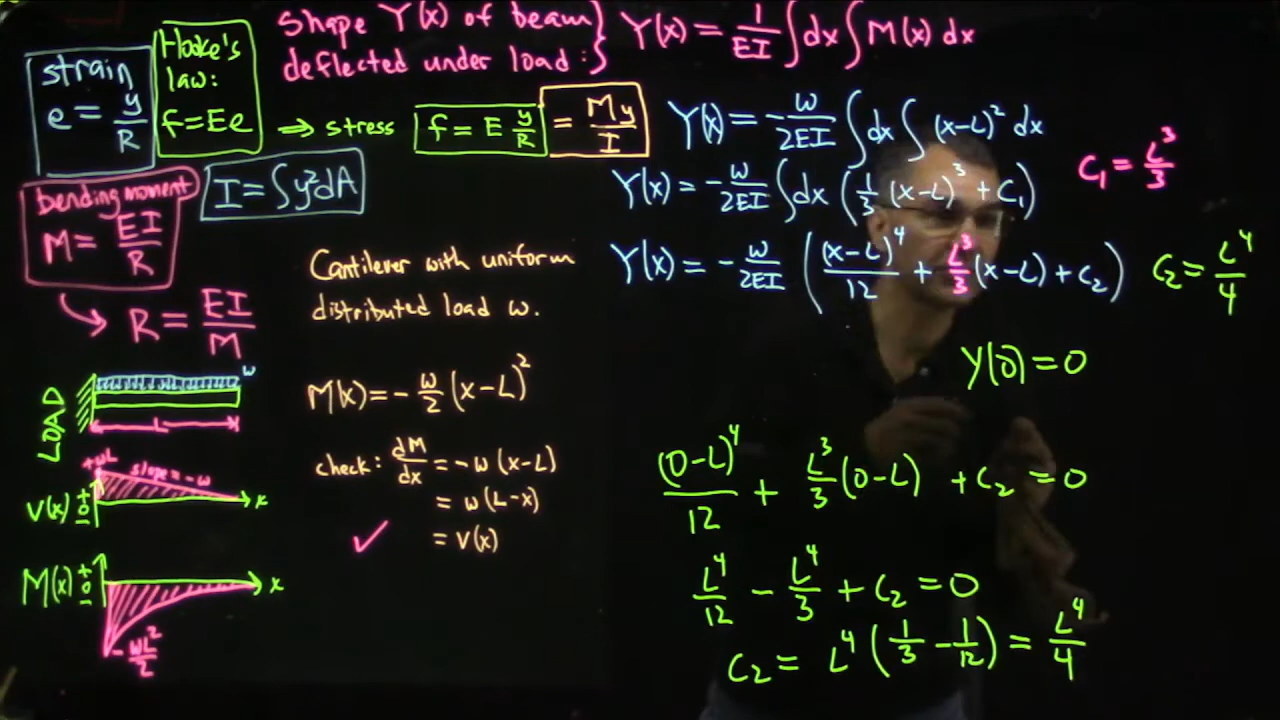 shape Y(x) of beam
deflected under load :} Y(x) = 1/EI ∫dx ∫M(x) dx
strain
e = y/R
Hooke's
law:
f=Ee
⇒ stress f = E y/R = My/I
bending moment
M = EI/R
I = ∫y²dA
→ R = EI/M
LOAD
w
L
+wL
slope = -w
V(x) + 0 - x
M(x) + 0 - x
-wL²/2
Cantilever with uniform
distributed load w.
M(x) = - w/2 (x-L)²
check: dM/dx = -w(x-L)
= w(L-x)
= V(x)
✓
Y(x) = -w/2EI ∫dx ∫(x-L)² dx
Y(x) = -w/2EI ∫dx (1/3 (x-L)³ + C₁)
C₁ = L³/3
Y(x) = -w/2EI ((x-L)⁴/12 + L³/3 (x-L) + C₂)
C₂ = L⁴/4
Y(0) = 0
(0-L)⁴/12 + L³/3 (0-L) + C₂ = 0
L⁴/12 - L⁴/3 + C₂ = 0
C₂ = L⁴(1/3 - 1/12) = L⁴/4